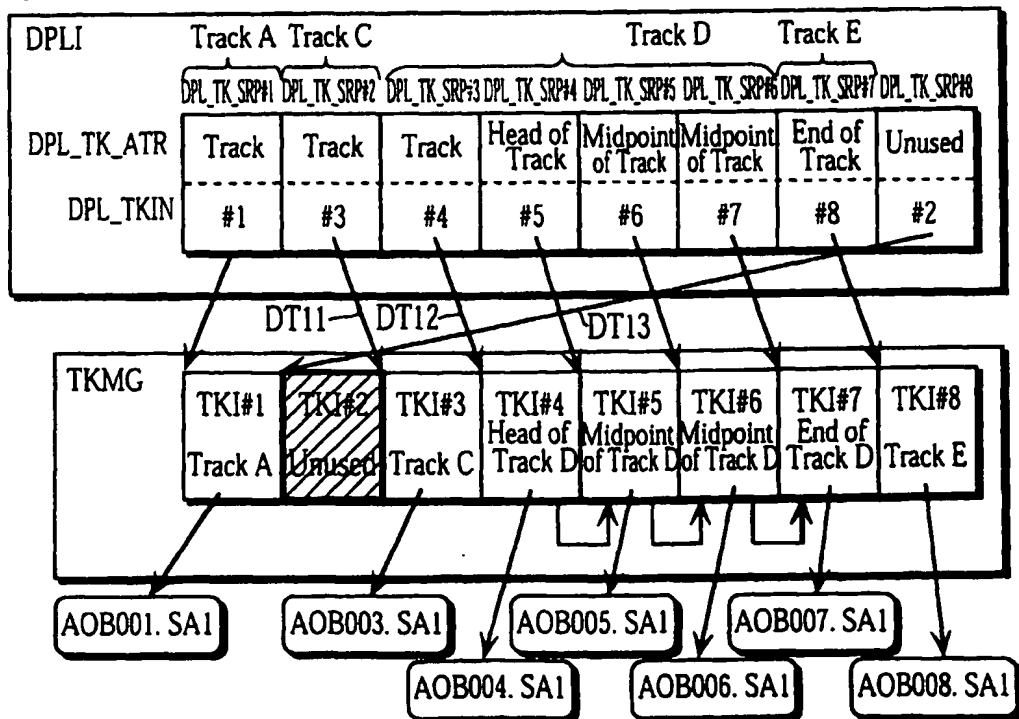 DPLI Track A Track C Track D Track E
DPL_TK_SRP#1 DPL_TK_SRP#2 DPL_TK_SRP#3 DPL_TK_SRP#4 DPL_TK_SRP#5 DPL_TK_SRP#6 DPL_TK_SRP#7 DPL_TK_SRP#8
DPL_TK_ATR Track Track Track Head of Track Midpoint of Track Midpoint of Track End of Track Unused
DPL_TKIN #1 #3 #4 #5 #6 #7 #8 #2
DT11 DT12 DT13
TKMG
TKI#1 TKI#2 TKI#3 TKI#4 TKI#5 TKI#6 TKI#7 TKI#8
Track A Unused Track C Head of Track D Midpoint of Track D Midpoint of Track D End of Track D Track E
AOB001. SA1 AOB003. SA1 AOB005. SA1 AOB007. SA1
AOB004. SA1 AOB006. SA1 AOB008. SA1